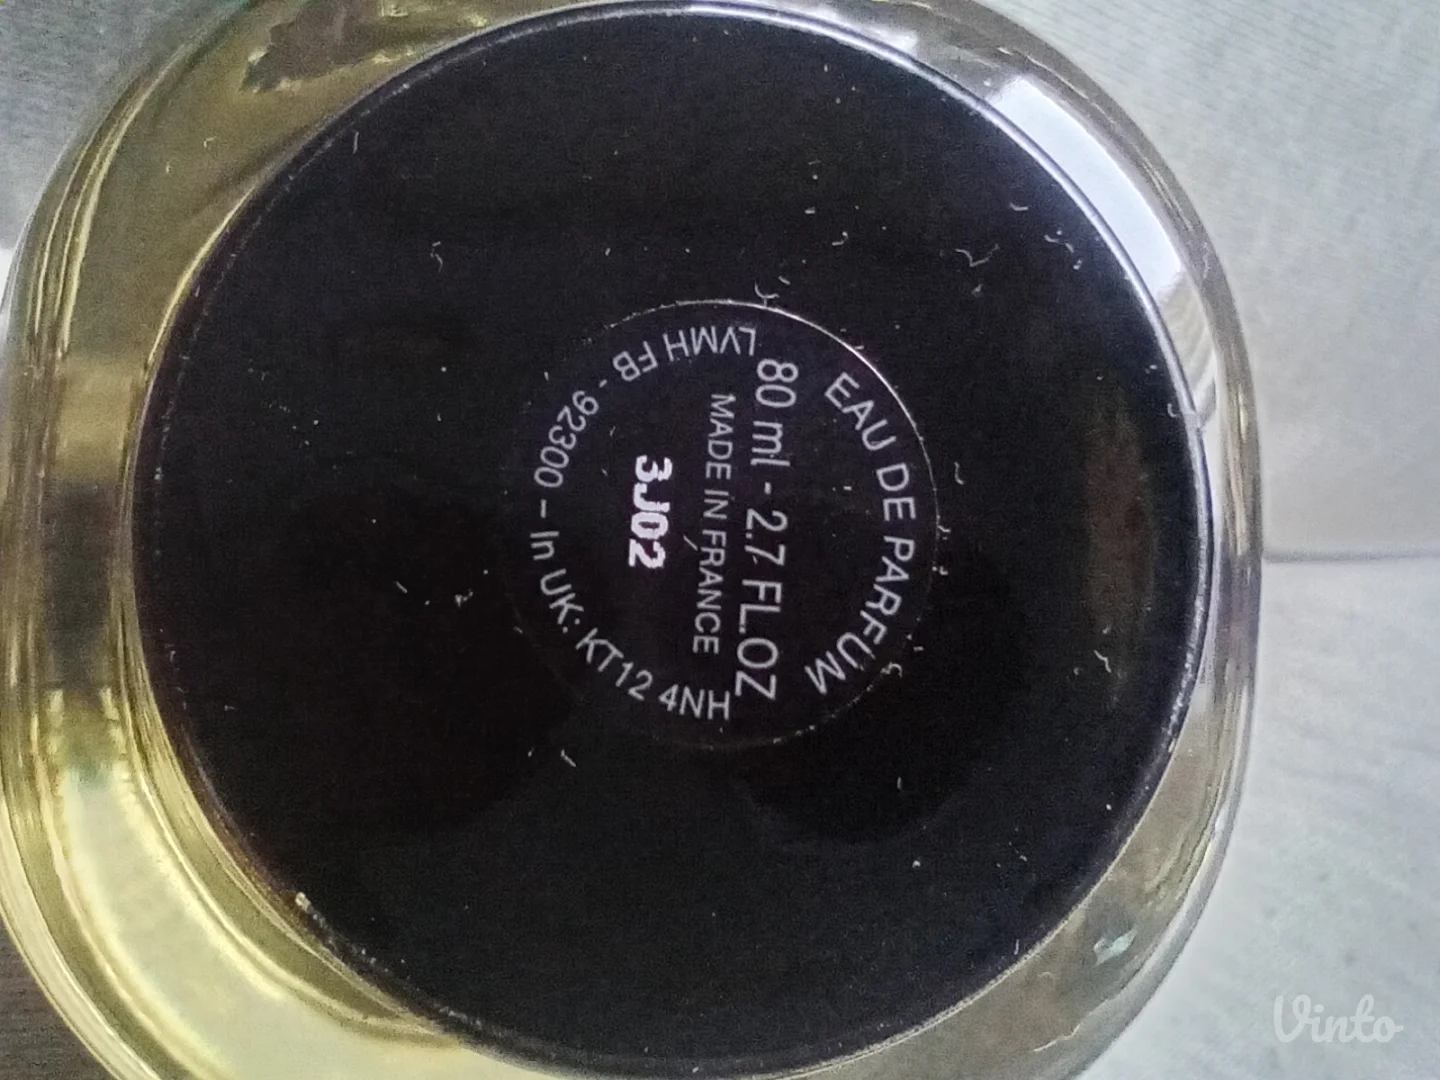 EAU DE PARFUM
80 ml - 2.7 FL.OZ
MADE IN FRANCE
3J02
LVMH FB - 92300 – In UK: KT12 4NH
Vinto